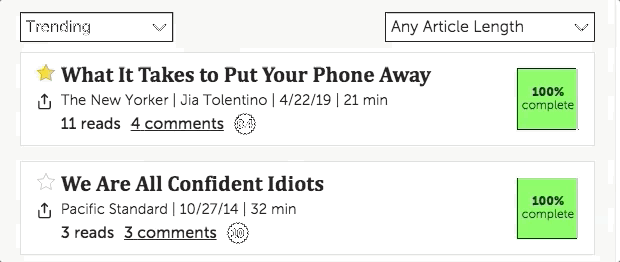 Trending
Any Article Length
What It Takes to Put Your Phone Away
The New Yorker | Jia Tolentino | 4/22/19 | 21 min
11 reads 4 comments
100%
complete
We Are All Confident Idiots
Pacific Standard | 10/27/14 | 32 min
3 reads 3 comments
100%
complete